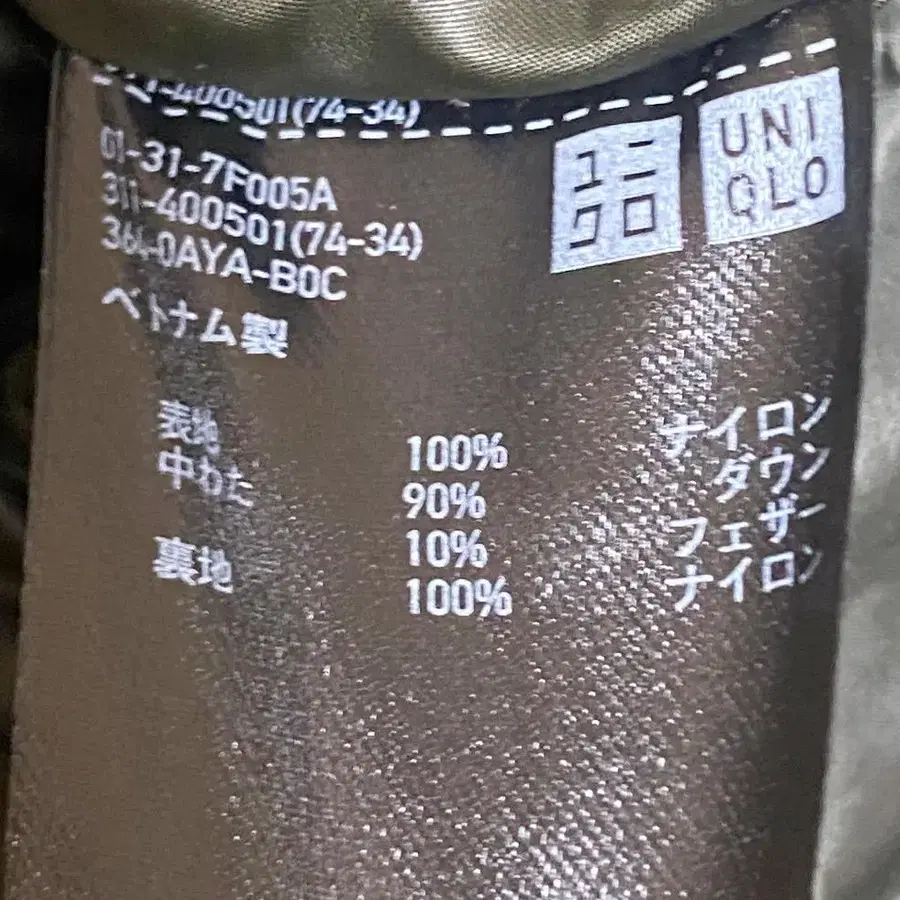 -400501(74-34)
01-31-7F005A
311-400501(74-34)
364-0AYA-B0C
ベトナム製
ユニ
クロ
UNI
QLO
表地 100% ナイロン
中わた 90% ダウン
10% フェザー
裏地 100% ナイロン